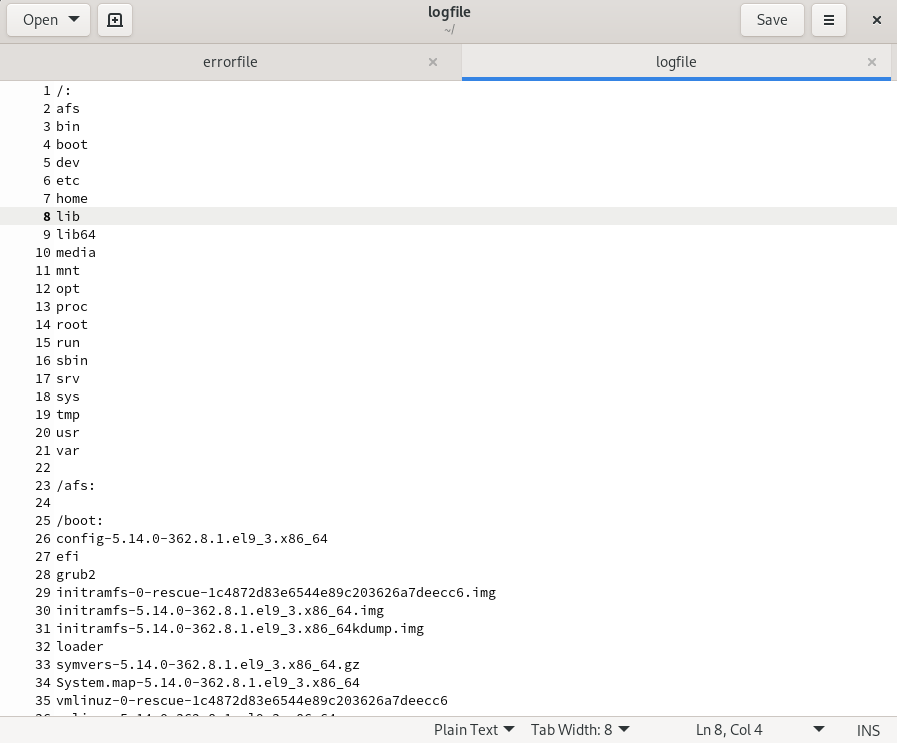 Open
logfile
~/
Save
errorfile
logfile
1 /:
2 afs
3 bin
4 boot
5 dev
6 etc
7 home
8 lib
9 lib64
10 media
11 mnt
12 opt
13 proc
14 root
15 run
16 sbin
17 srv
18 sys
19 tmp
20 usr
21 var
22
23 /afs:
24
25 /boot:
26 config-5.14.0-362.8.1.el9_3.x86_64
27 efi
28 grub2
29 initramfs-0-rescue-1c4872d83e6544e89c203626a7deecc6.img
30 initramfs-5.14.0-362.8.1.el9_3.x86_64.img
31 initramfs-5.14.0-362.8.1.el9_3.x86_64kdump.img
32 loader
33 symvers-5.14.0-362.8.1.el9_3.x86_64.gz
34 System.map-5.14.0-362.8.1.el9_3.x86_64
35 vmlinuz-0-rescue-1c4872d83e6544e89c203626a7deecc6
Plain Text Tab Width: 8 Ln 8, Col 4 INS